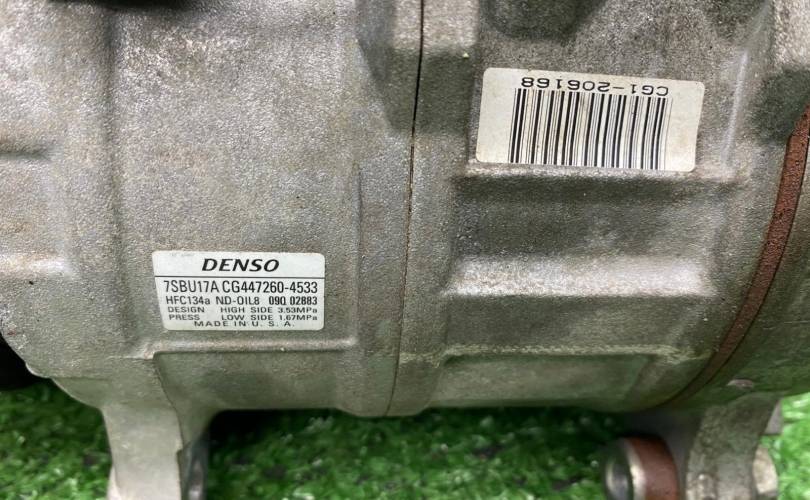 CG1-206168
DENSO
7SBU17A CG447260-4533
HFC134a ND-OIL8 090 02883
DESIGN HIGH SIDE 3.53MPa
PRESS LOW SIDE 1.67MPa
MADE IN U. S. A.